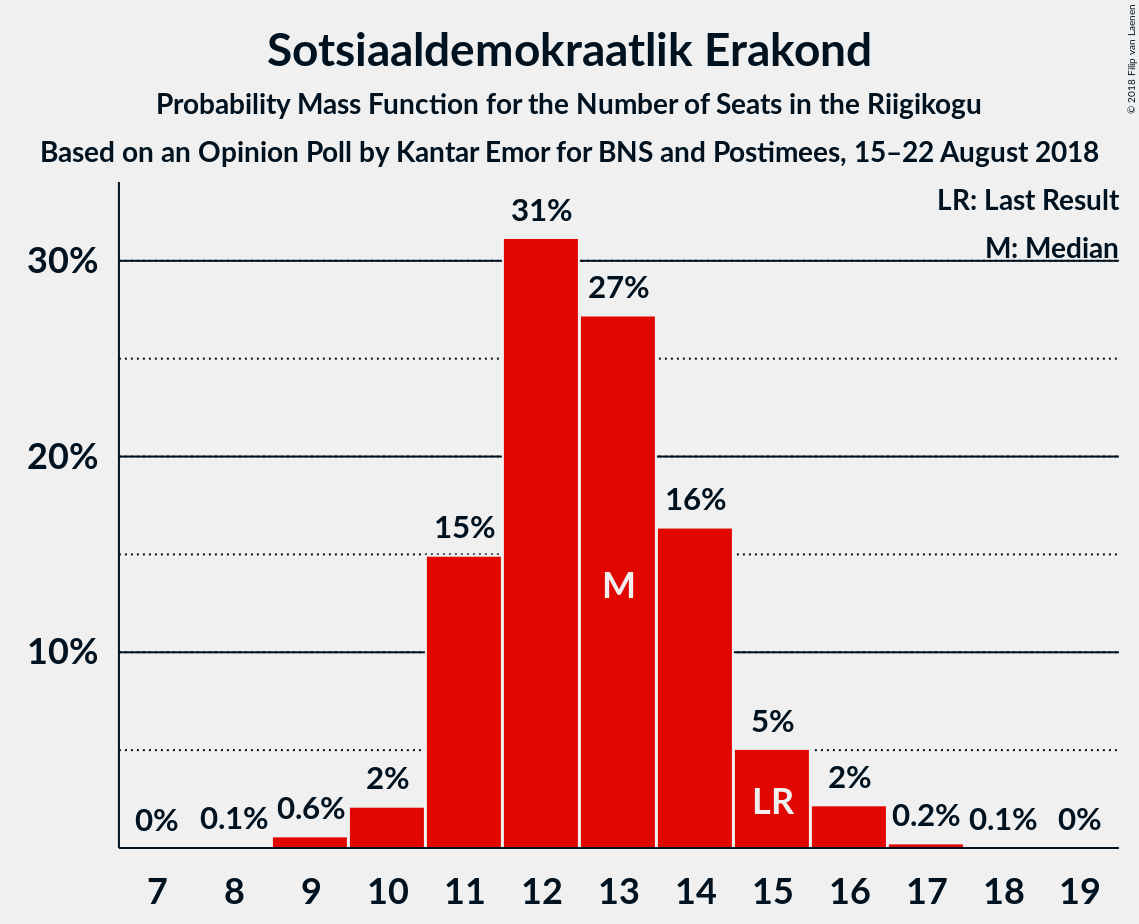 Sotsiaaldemokraatlik Erakond
Probability Mass Function for the Number of Seats in the Riigikogu
Based on an Opinion Poll by Kantar Emor for BNS and Postimees, 15–22 August 2018
© 2018 Filip van Laenen
LR: Last Result
M: Median
30%
20%
10%
0%
0.1%
0.6%
2%
15%
31%
27%
16%
5%
2%
0.2%
0.1%
0%
M
LR
7 8 9 10 11 12 13 14 15 16 17 18 19